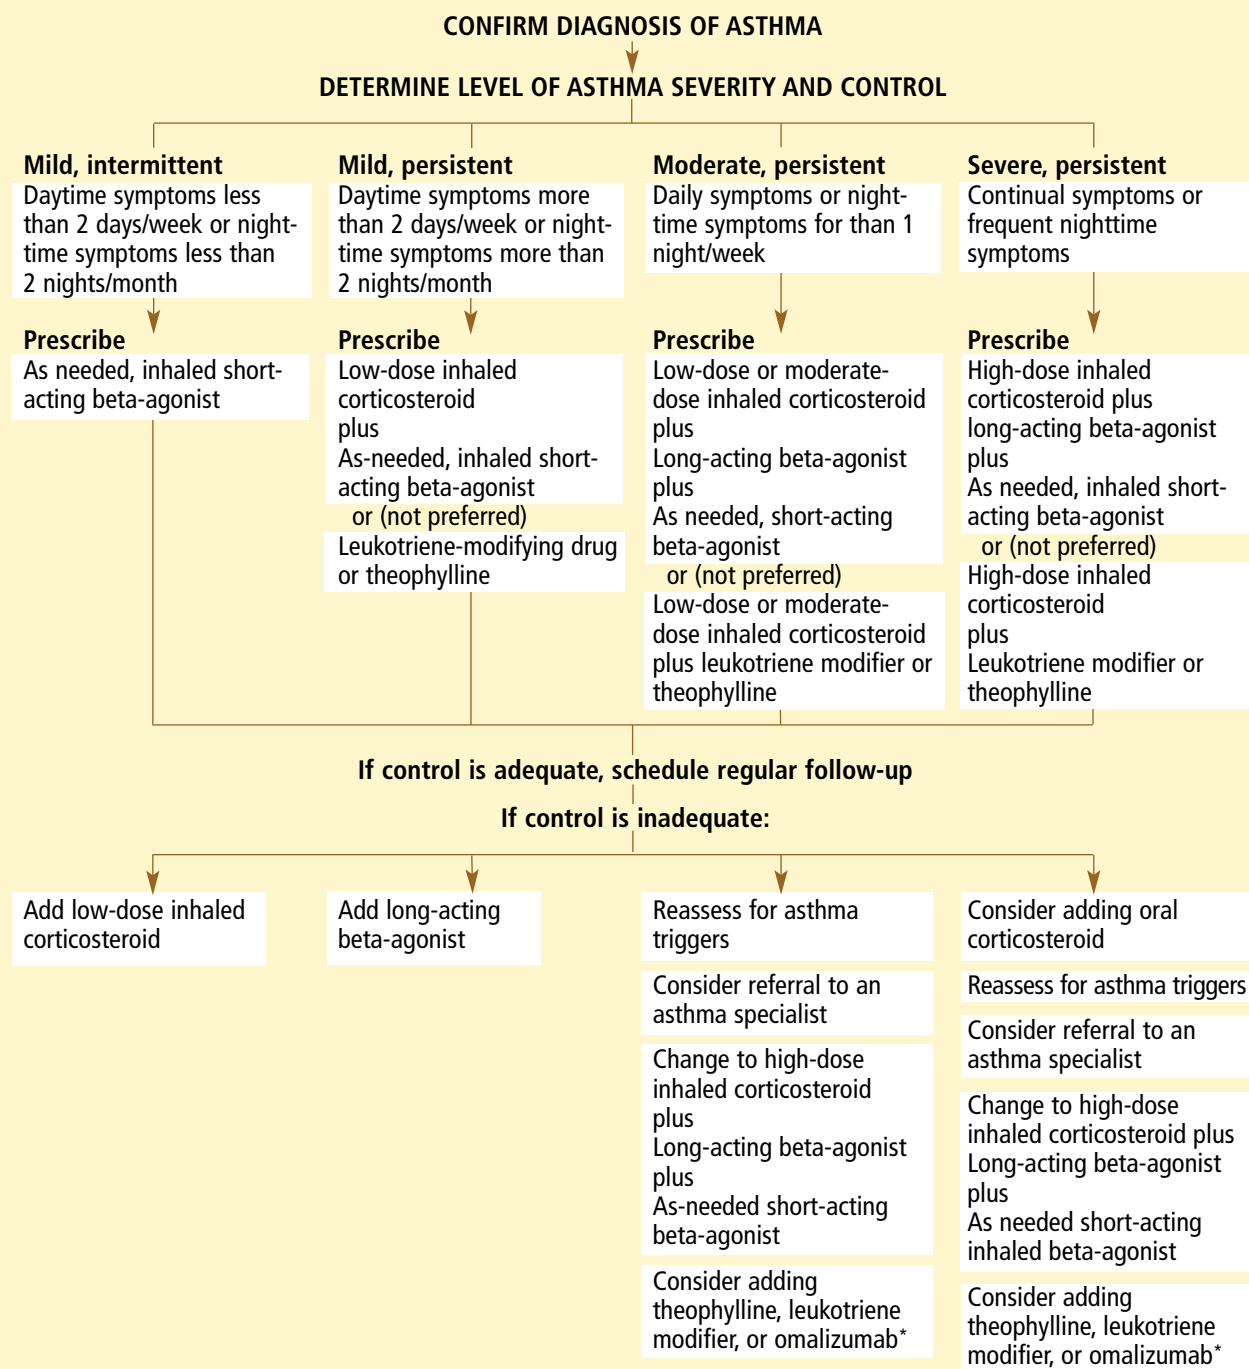 CONFIRM DIAGNOSIS OF ASTHMA
DETERMINE LEVEL OF ASTHMA SEVERITY AND CONTROL
Mild, intermittent
Daytime symptoms less
than 2 days/week or night-
time symptoms less than
2 nights/month
Prescribe
As needed, inhaled short-
acting beta-agonist
Mild, persistent
Daytime symptoms more
than 2 days/week or night-
time symptoms more than
2 nights/month
Prescribe
Low-dose inhaled
corticosteroid
plus
As-needed, inhaled short-
acting beta-agonist
or (not preferred)
Leukotriene-modifying drug
or theophylline
Moderate, persistent
Daily symptoms or night-
time symptoms for than 1
night/week
Prescribe
Low-dose or moderate-
dose inhaled corticosteroid
plus
Long-acting beta-agonist
plus
As needed, short-acting
beta-agonist
or (not preferred)
Low-dose or moderate-
dose inhaled corticosteroid
plus leukotriene modifier or
theophylline
Severe, persistent
Continual symptoms or
frequent nighttime
symptoms
Prescribe
High-dose inhaled
corticosteroid plus
long-acting beta-agonist
plus
As needed, inhaled short-
acting beta-agonist
or (not preferred)
High-dose inhaled
corticosteroid
plus
Leukotriene modifier or
theophylline
If control is adequate, schedule regular follow-up
If control is inadequate:
Add low-dose inhaled
corticosteroid
Add long-acting
beta-agonist
Reassess for asthma
triggers
Consider referral to an
asthma specialist
Change to high-dose
inhaled corticosteroid
plus
Long-acting beta-agonist
plus
As-needed short-acting
beta-agonist
Consider adding
theophylline, leukotriene
modifier, or omalizumab*
Consider adding oral
corticosteroid
Reassess for asthma triggers
Consider referral to an
asthma specialist
Change to high-dose
inhaled corticosteroid plus
Long-acting beta-agonist
plus
As needed short-acting
inhaled beta-agonist
Consider adding
theophylline, leukotriene
modifier, or omalizumab*